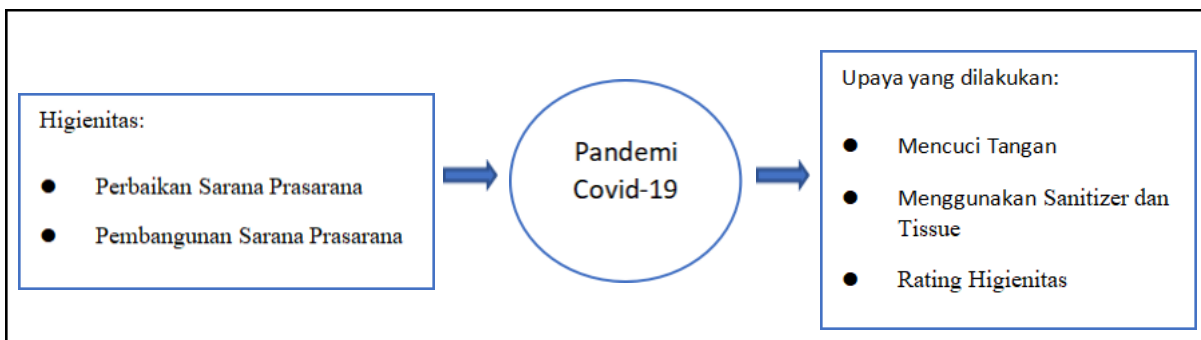 Higienitas:
● Perbaikan Sarana Prasarana
● Pembangunan Sarana Prasarana
Pandemi
Covid-19
Upaya yang dilakukan:
● Mencuci Tangan
● Menggunakan Sanitizer dan
Tissue
● Rating Higienitas